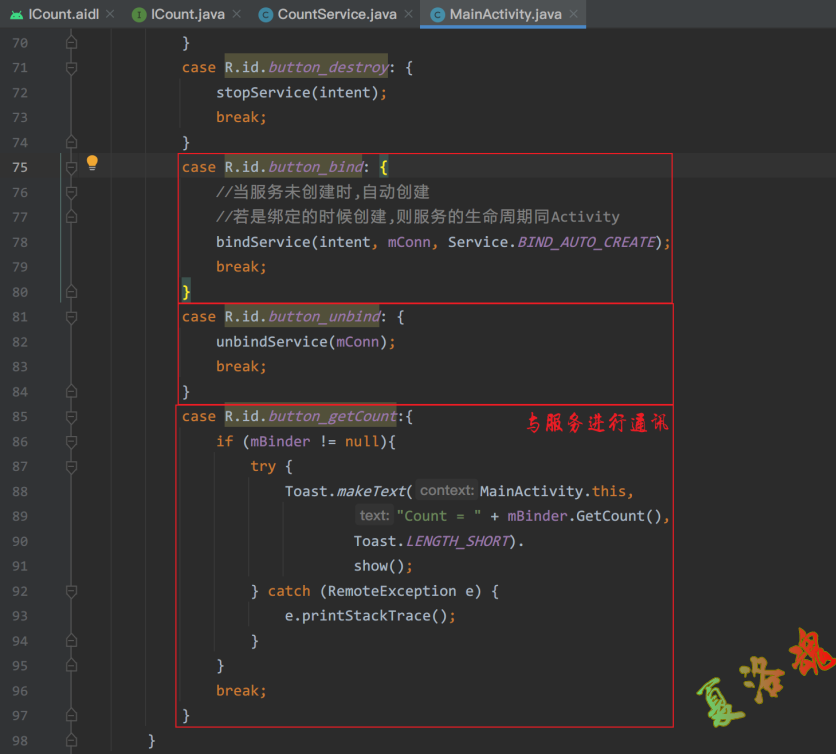 ICount.aidl ICount.java CountService.java MainActivity.java
70 }
71 case R.id.button_destroy: {
72 stopService(intent);
73 break;
74 }
75 case R.id.button_bind: {
76 //当服务未创建时,自动创建
77 //若是绑定的时候创建,则服务的生命周期同Activity
78 bindService(intent, mConn, Service.BIND_AUTO_CREATE);
79 break;
80 }
81 case R.id.button_unbind: {
82 unbindService(mConn);
83 break;
84 }
85 case R.id.button_getCount:{ 与服务进行通讯
86 if (mBinder != null){
87 try {
88 Toast.makeText( context: MainActivity.this,
89 text: "Count = " + mBinder.GetCount(),
90 Toast.LENGTH_SHORT).
91 show();
92 } catch (RemoteException e) {
93 e.printStackTrace();
94 }
95 }
96 break;
97 }
98 }
夏洛